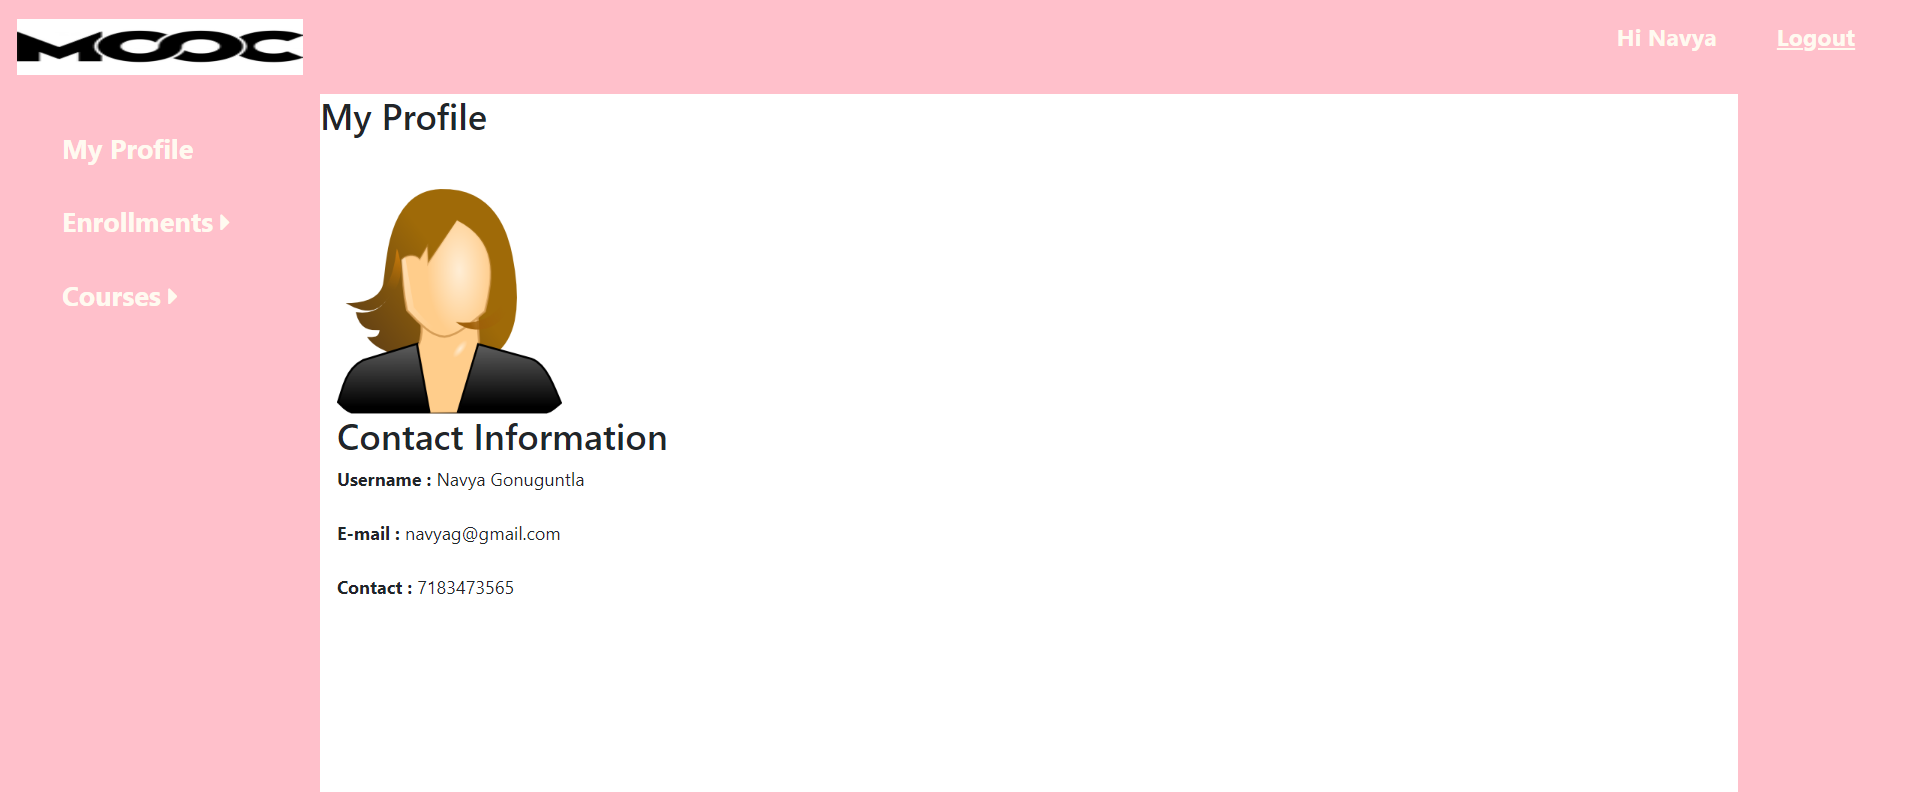 MOOC
Hi Navya
Logout
My Profile
Enrollments
Courses
My Profile
Contact Information
Username : Navya Gonuguntla
E-mail : navyag@gmail.com
Contact : 7183473565